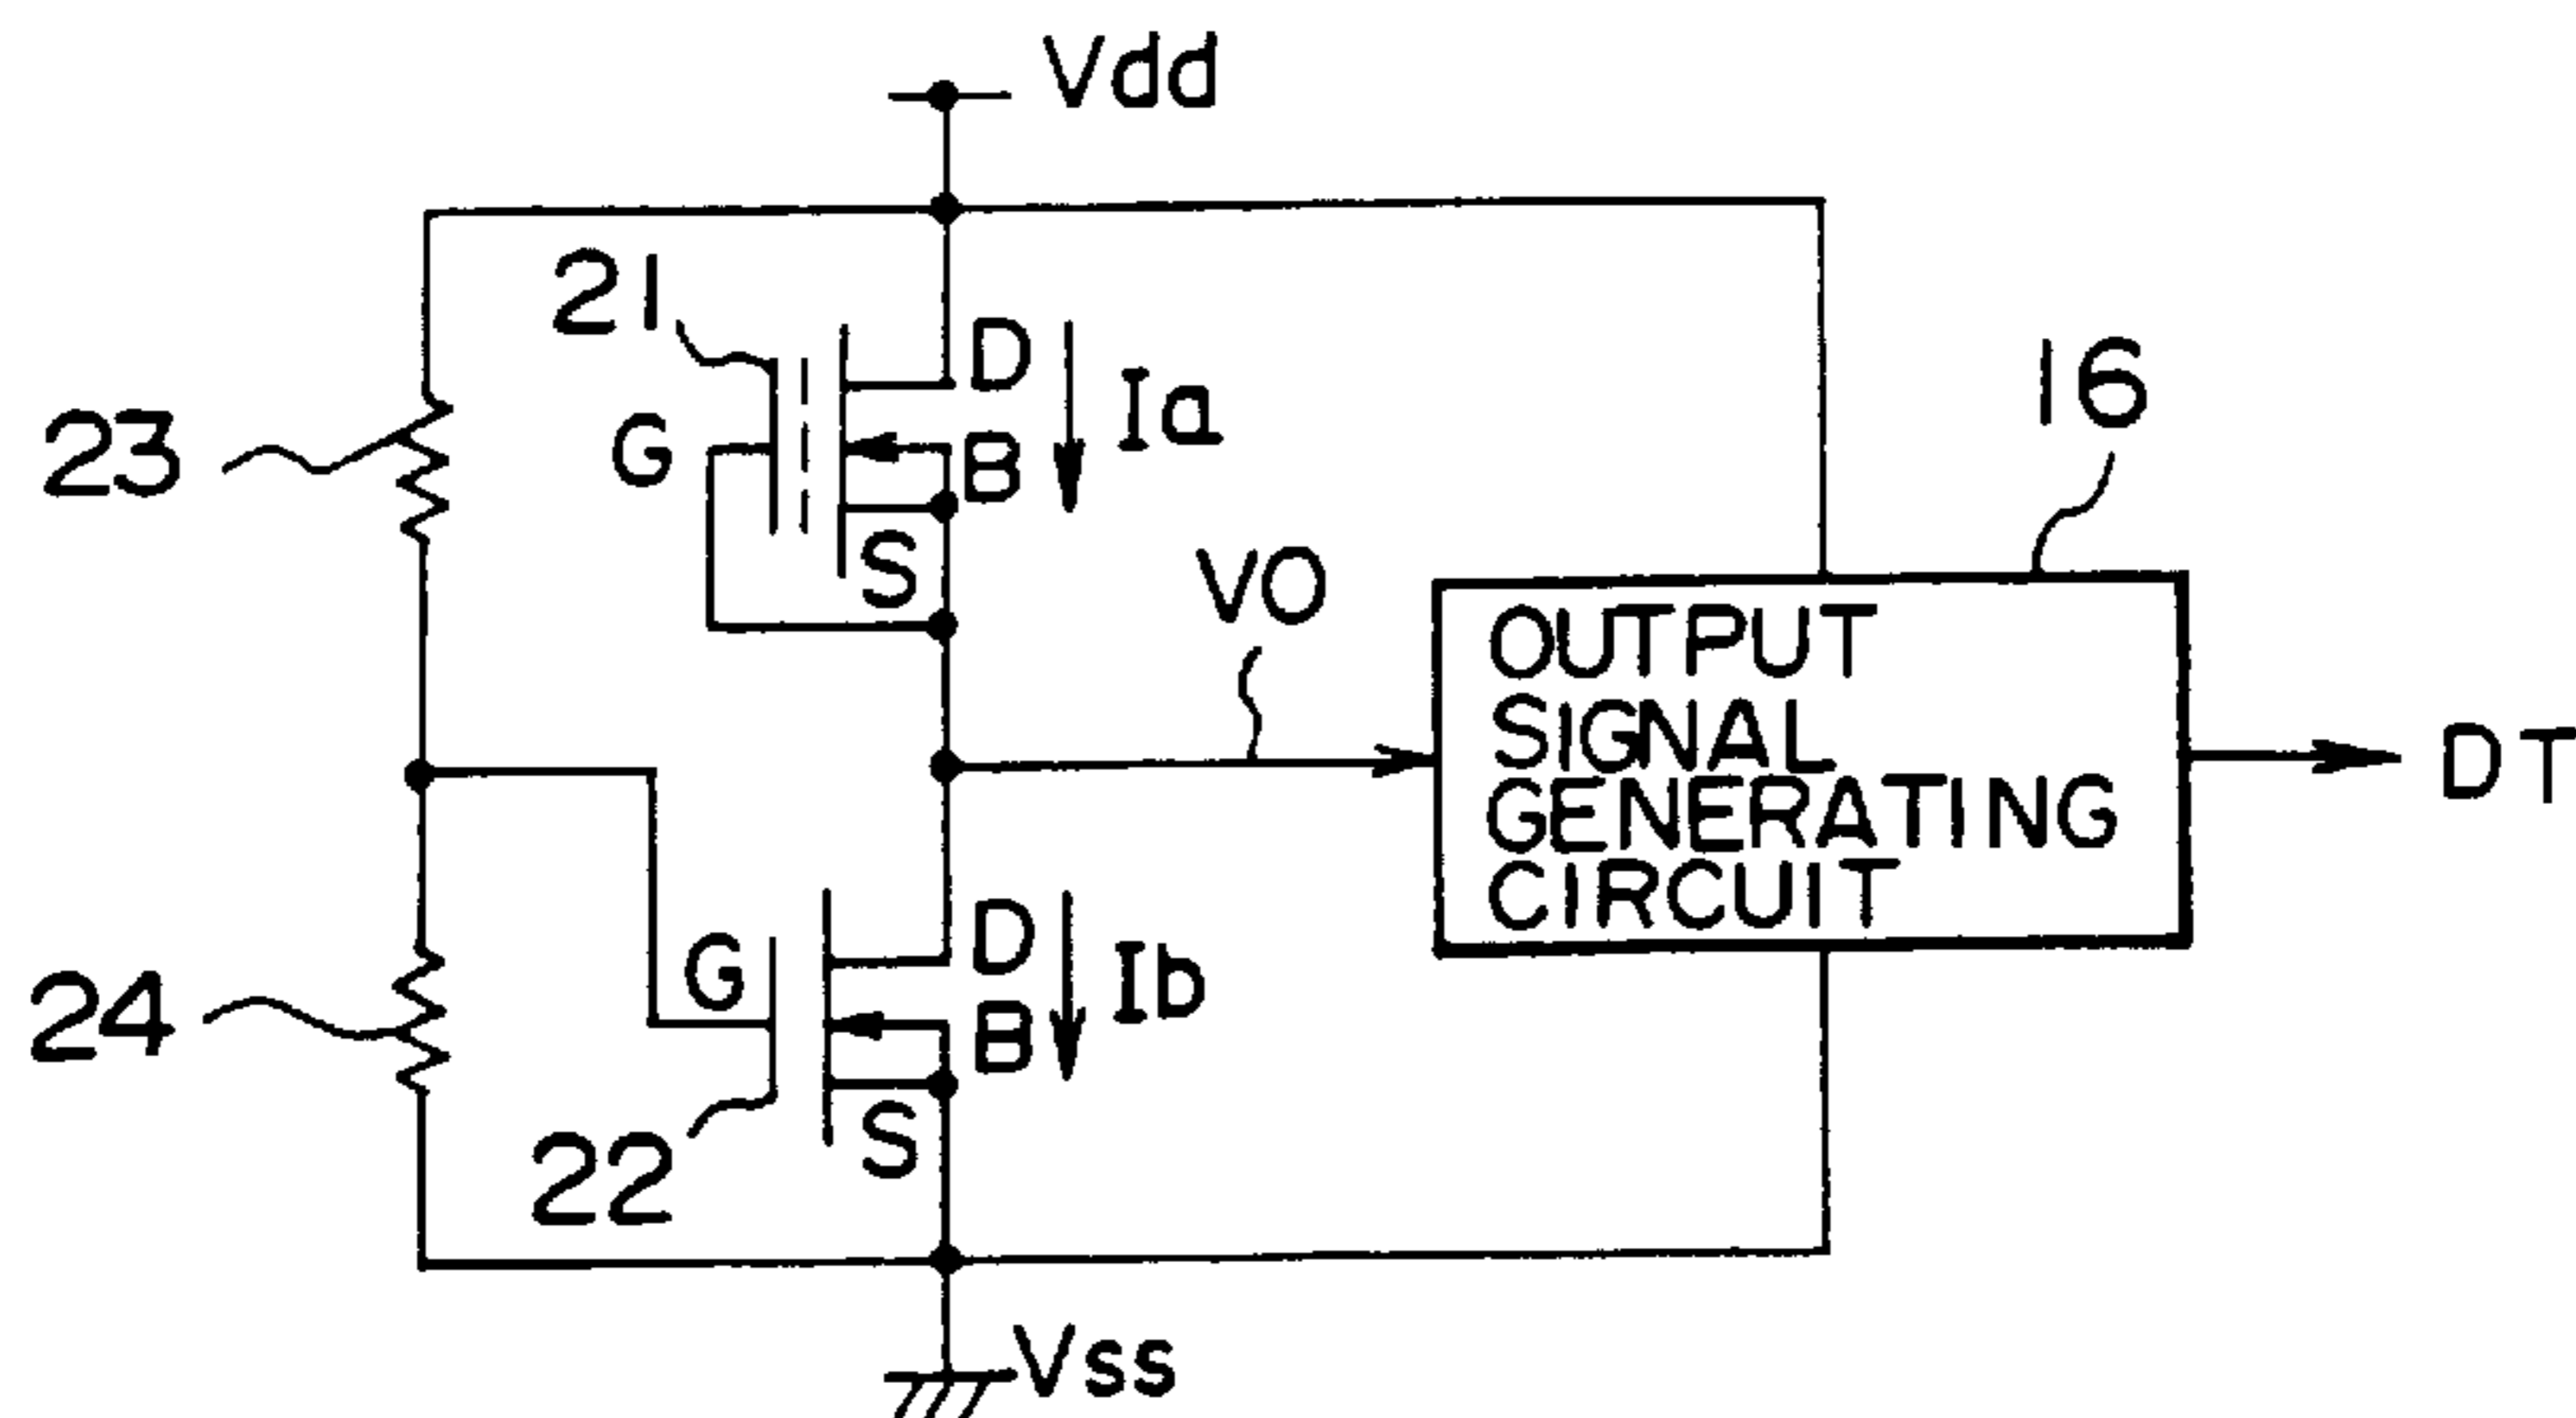 Vdd
21
D
Ia
16
23
G
B
S
VO
OUTPUT
SIGNAL
GENERATING
CIRCUIT
DT
G
D
Ib
24
B
S
22
Vss